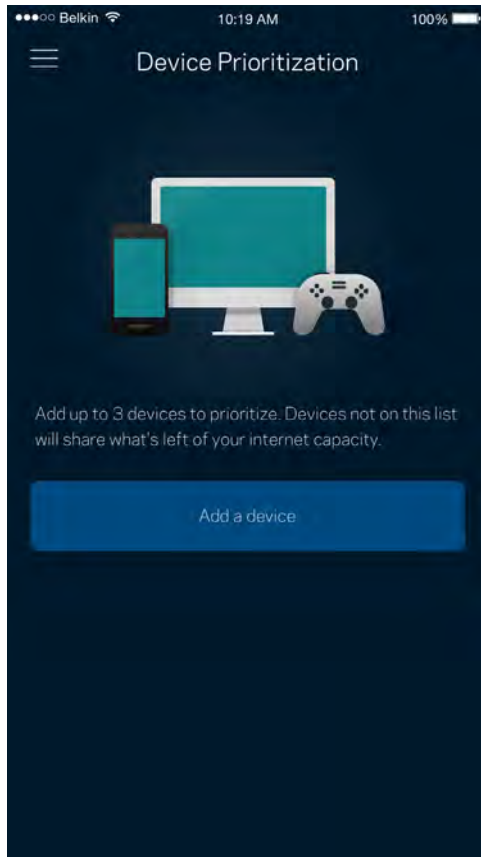 Belkin 10:19 AM 100%
Device Prioritization
Add up to 3 devices to prioritize. Devices not on this list
will share what's left of your internet capacity.
Add a device